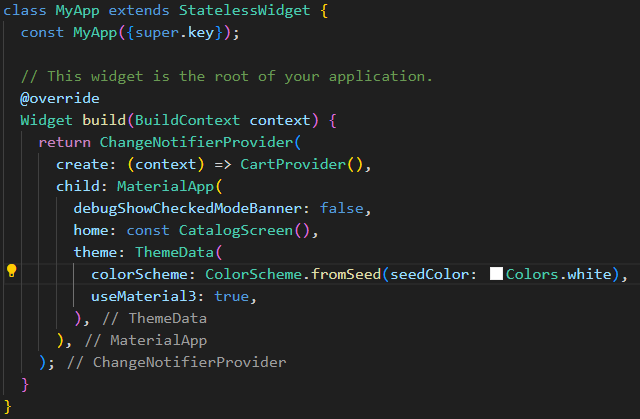 class MyApp extends StatelessWidget {
  const MyApp({super.key});

  // This widget is the root of your application.
  @override
  Widget build(BuildContext context) {
    return ChangeNotifierProvider(
      create: (context) => CartProvider(),
      child: MaterialApp(
        debugShowCheckedModeBanner: false,
        home: const CatalogScreen(),
        theme: ThemeData(
          colorScheme: ColorScheme.fromSeed(seedColor: Colors.white),
          useMaterial3: true,
        ), // ThemeData
      ), // MaterialApp
    ); // ChangeNotifierProvider
  }
}